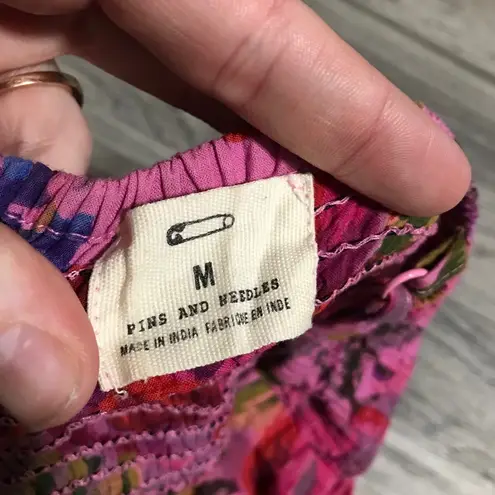 M
PINS AND NEEDLES
MADE IN INDIA FABRIQUE EN INDE